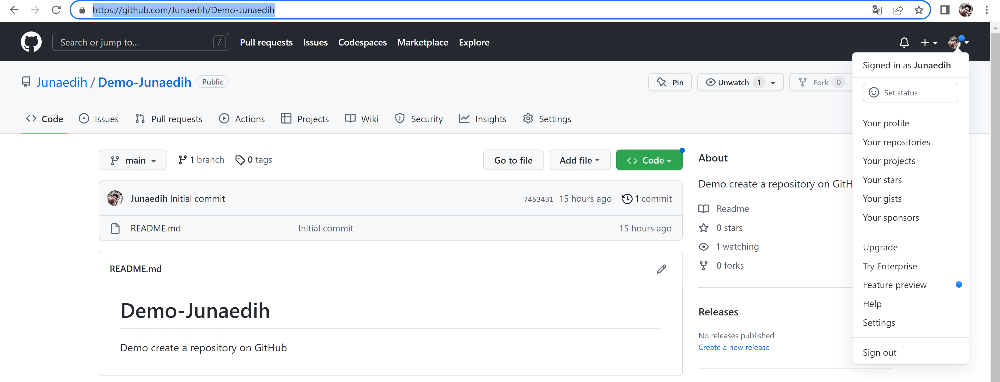 https://github.com/Junaedih/Demo-Junaedih
Search or jump to... /
Pull requests Issues Codespaces Marketplace Explore
Signed in as Junaedih
Set status
Your profile
Your repositories
Your projects
Your stars
Your gists
Your sponsors
Upgrade
Try Enterprise
Feature preview
Help
Settings
Sign out
Junaedih / Demo-Junaedih Public
Pin Unwatch 1 Fork 0
Code Issues Pull requests Actions Projects Wiki Security Insights Settings
main 1 branch 0 tags
Go to file Add file Code
Junaedih Initial commit 7453431 15 hours ago 1 commit
README.md Initial commit 15 hours ago
README.md
Demo-Junaedih
Demo create a repository on GitHub
About
Demo create a repository on GitH
Readme
0 stars
1 watching
0 forks
Releases
No releases published
Create a new release